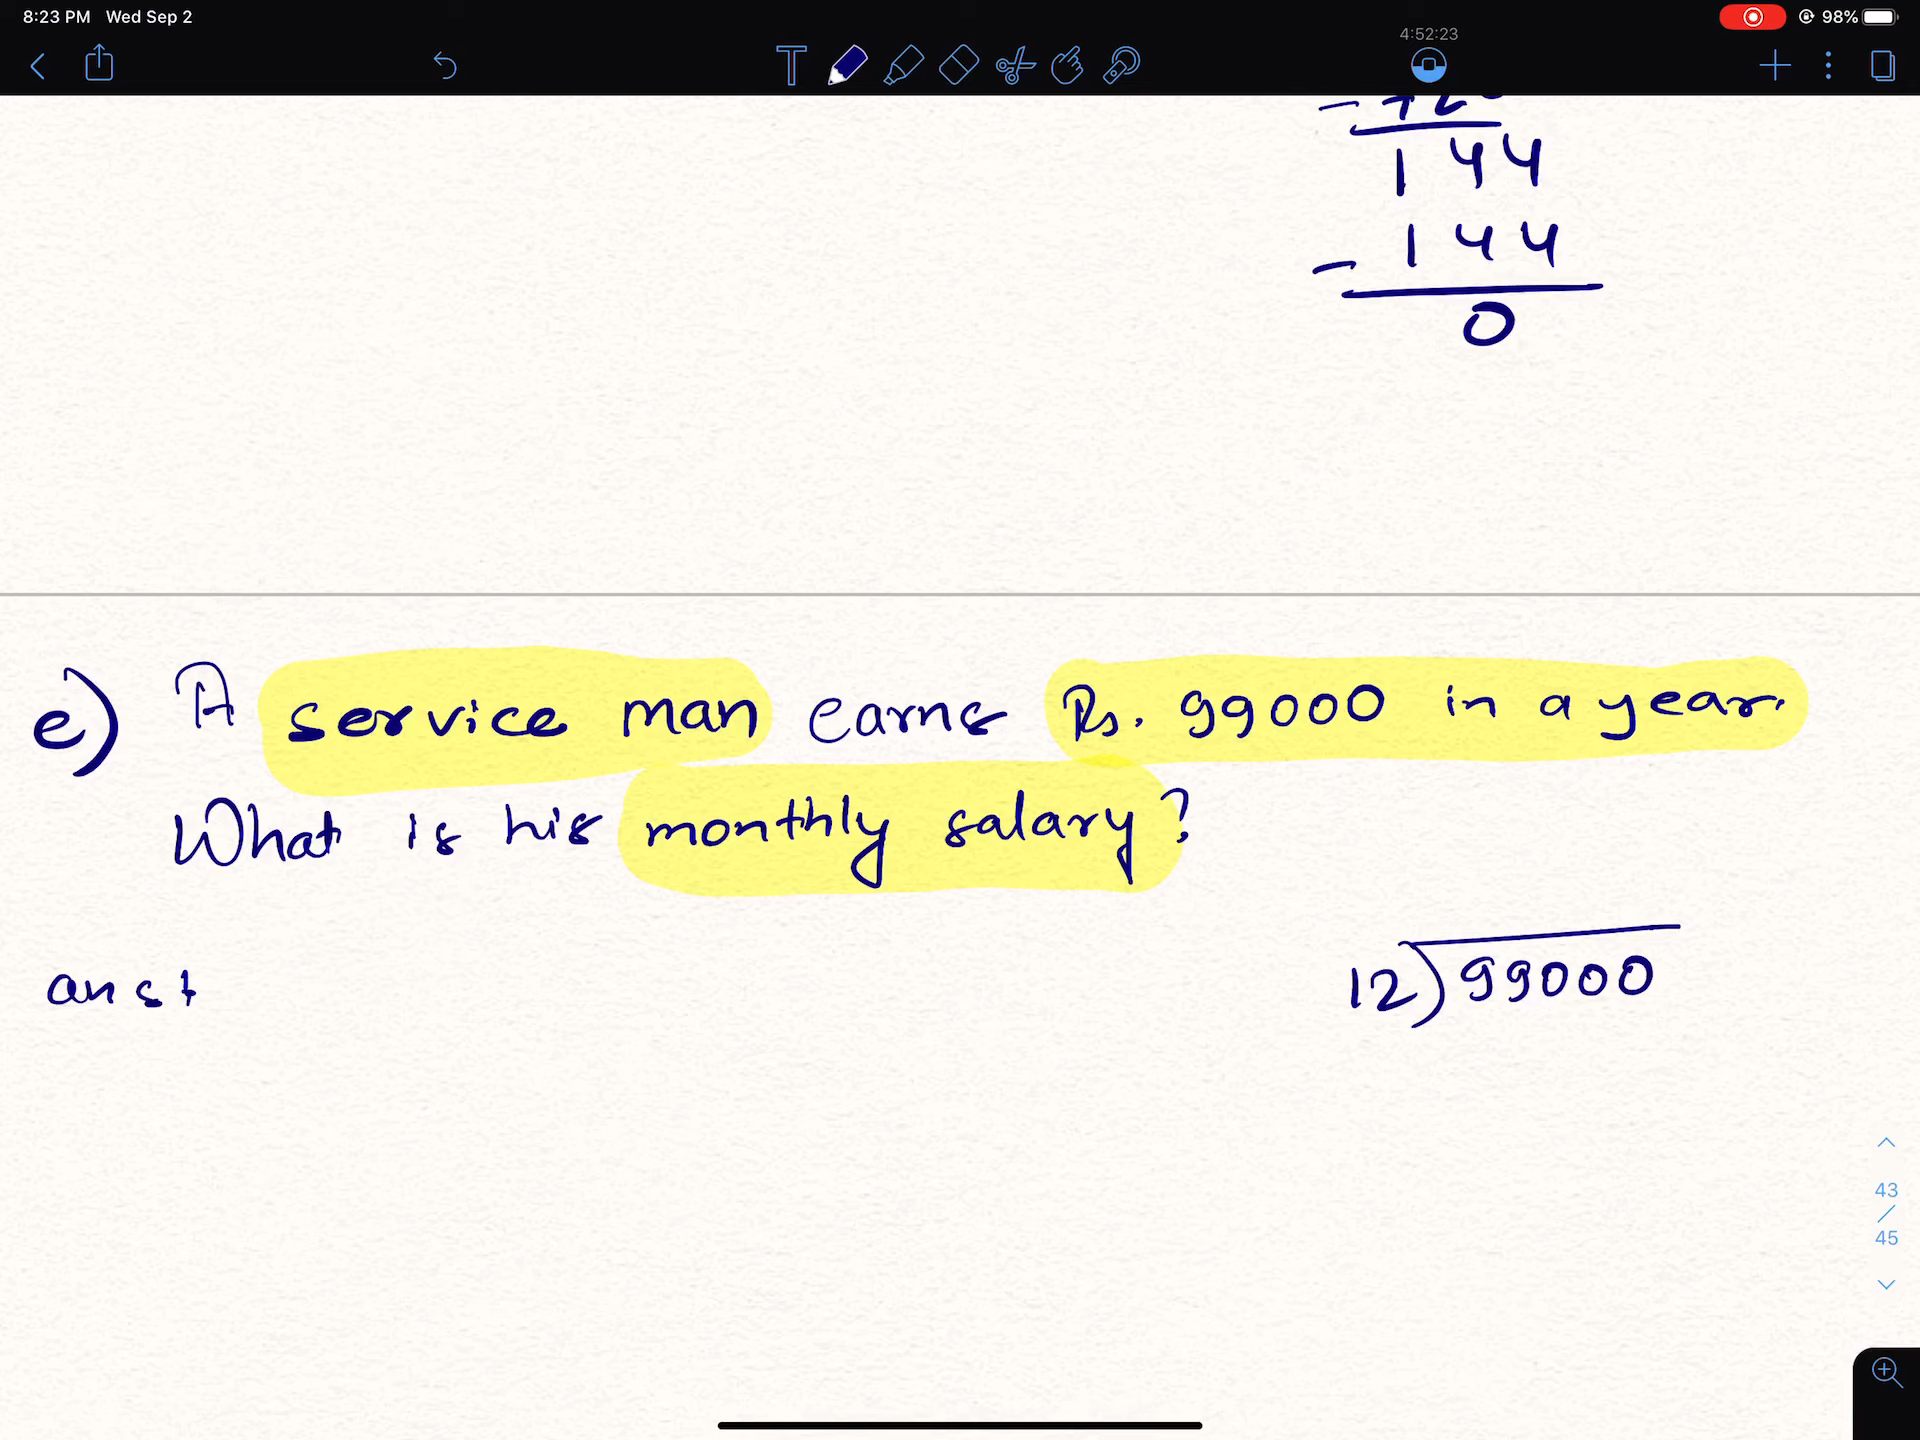 8:23 PM Wed Sep 2
98%
4:52:23
T
144
- 144
0
e) A service man earns Rs. 99000 in a year.
What is his monthly salary?
12)99000
43
/
45